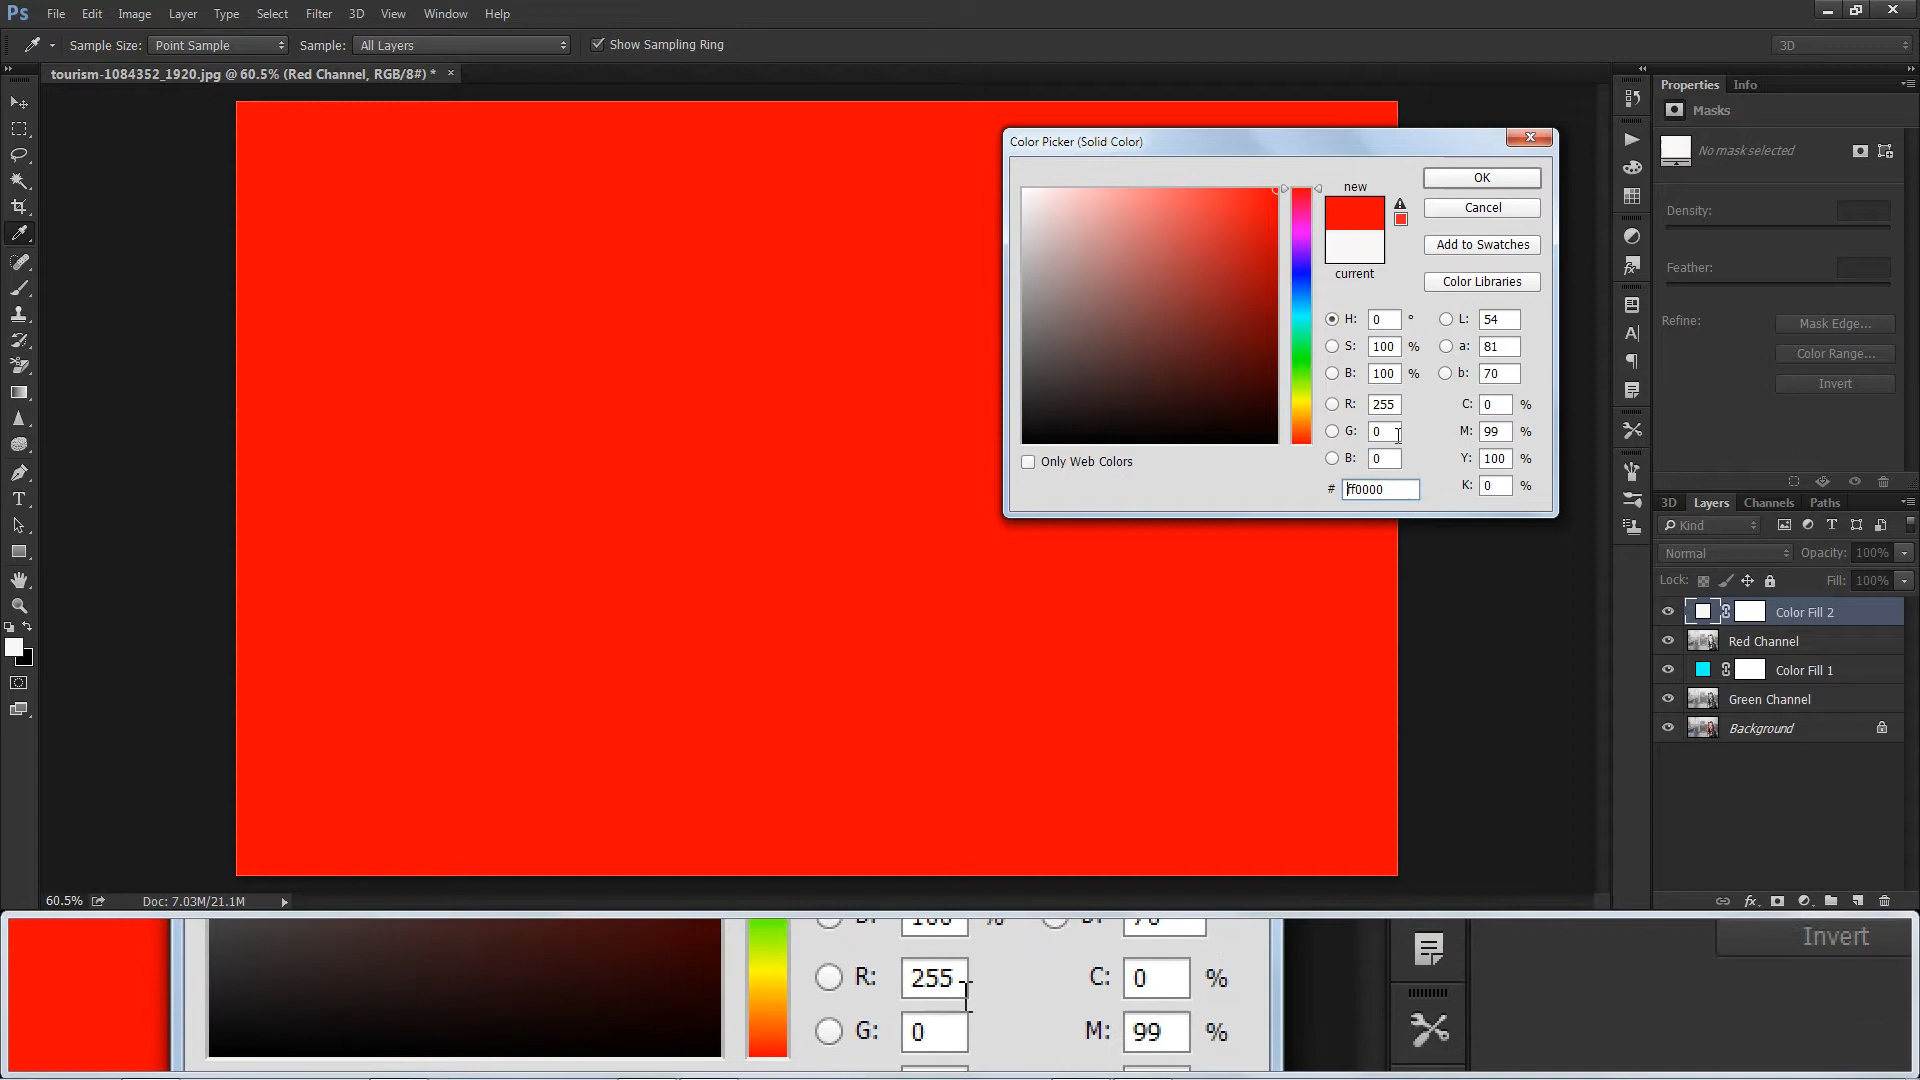 Ps File Edit Image Layer Type Select Filter 3D View Window Help
Sample Size: Point Sample Sample: All Layers Show Sampling Ring 3D
tourism-1084352_1920.jpg @ 60.5% (Red Channel, RGB/8#) * ×
Properties Info
Masks
No mask selected
Density:
Feather:
Refine: Mask Edge...
Color Range...
Invert
Color Picker (Solid Color)
new
current
OK
Cancel
Add to Swatches
Color Libraries
H: 0 ° L: 54
S: 100 % a: 81
B: 100 % b: 70
R: 255 C: 0 %
G: 0 M: 99 %
B: 0 Y: 100 %
# ff0000 K: 0 %
Only Web Colors
3D Layers Channels Paths
Kind
Normal Opacity: 100%
Lock: Fill: 100%
Color Fill 2
Red Channel
Color Fill 1
Green Channel
Background
60.5% Doc: 7.03M/21.1M
R: 255 C: 0 %
G: 0 M: 99 %
Invert